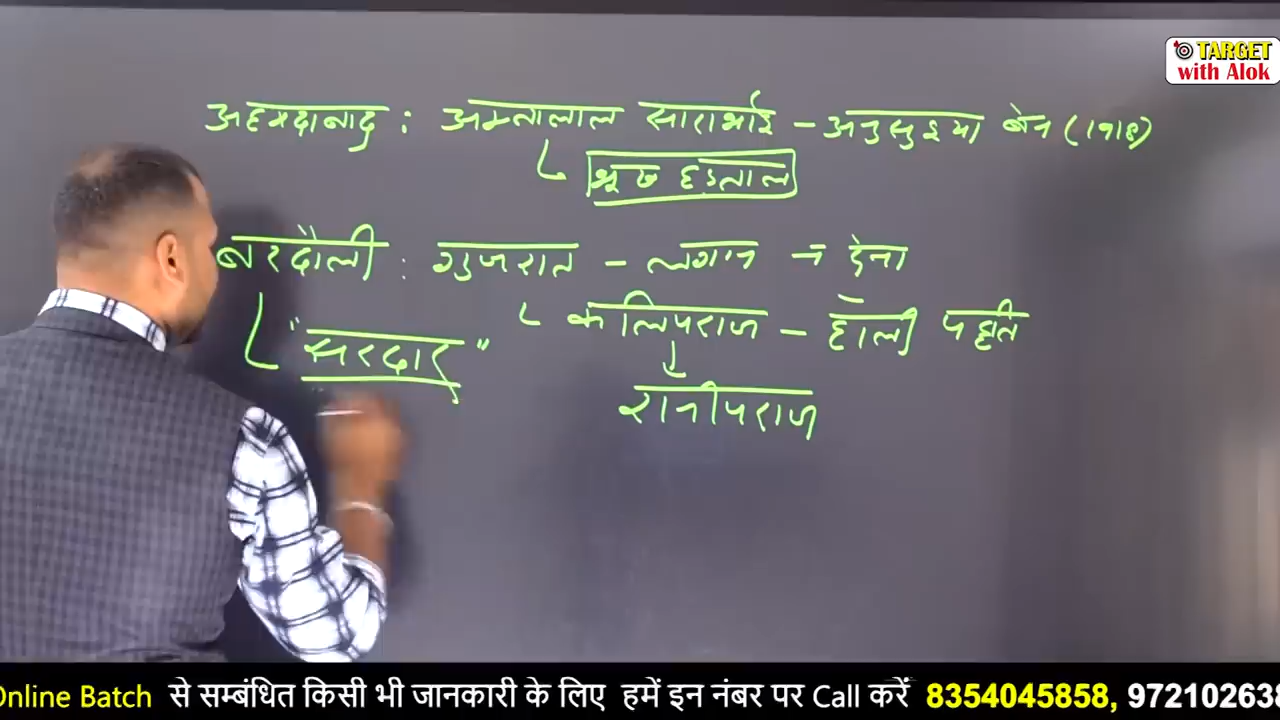 TARGET
with Alok
अहमदाबाद : अम्तालाल साराभाई - अनुसुइया बेन (1918)
भूख हड़ताल
बरदौली : गुजरात - लगान न देना
कलिपराज - हाली पद्धति
"सरदार"
रानीपराज
Online Batch से सम्बंधित किसी भी जानकारी के लिए हमें इन नंबर पर Call करें 8354045858, 972102638